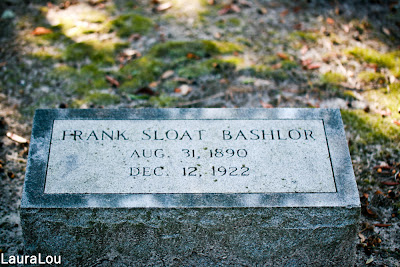 FRANK SLOAT BASHLOR
AUG. 31, 1890
DEC. 12, 1922
LauraLou